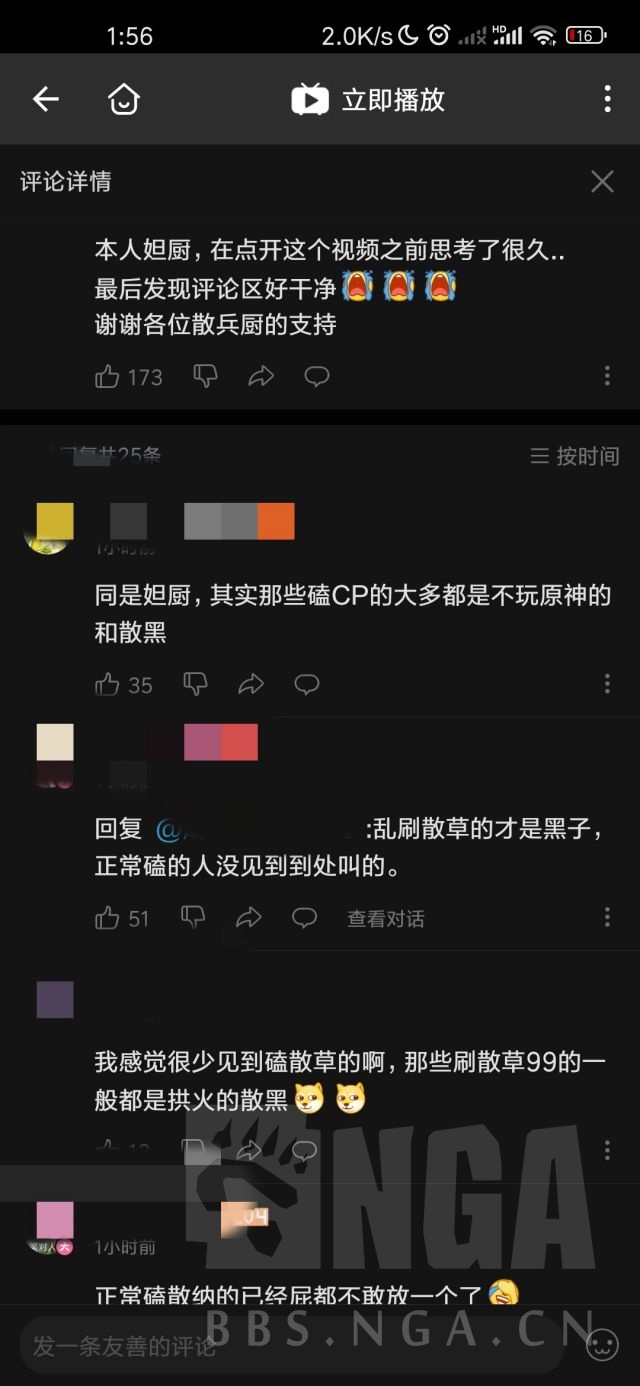 1:56
2.0K/s
HD
16
立即播放
评论详情
本人妲厨，在点开这个视频之前思考了很久..
最后发现评论区好干净
谢谢各位散兵厨的支持
173
回复共25条
按时间
1小时前
同是妲厨，其实那些磕CP的大多都是不玩原神的
和散黑
35
回复 @ :乱刷散草的才是黑子，
正常磕的人没见到到处叫的。
51 查看对话
我感觉很少见到磕散草的啊，那些刷散草99的一
般都是拱火的散黑
NGA
1小时前
正常磕散纳的已经屁都不敢放一个了
发一条友善的评论
BBS.NGA.CN